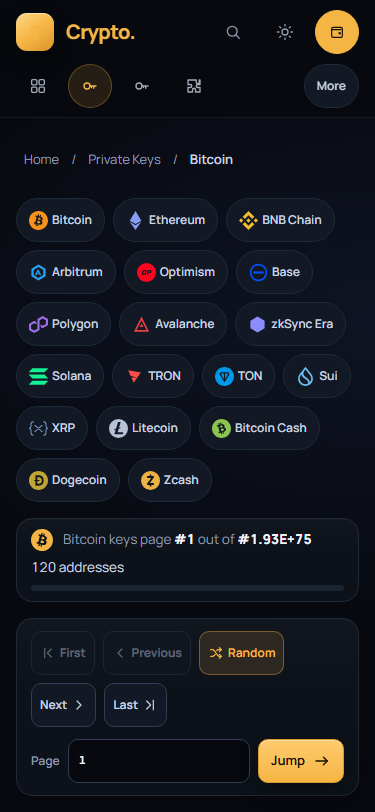 Crypto.
More
Home / Private Keys / Bitcoin
Bitcoin Ethereum BNB Chain
Arbitrum Optimism Base
Polygon Avalanche zkSync Era
Solana TRON TON Sui
XRP Litecoin Bitcoin Cash
Dogecoin Zcash
Bitcoin keys page #1 out of #1.93E+75
120 addresses
First Previous Random
Next Last
Page 1 Jump